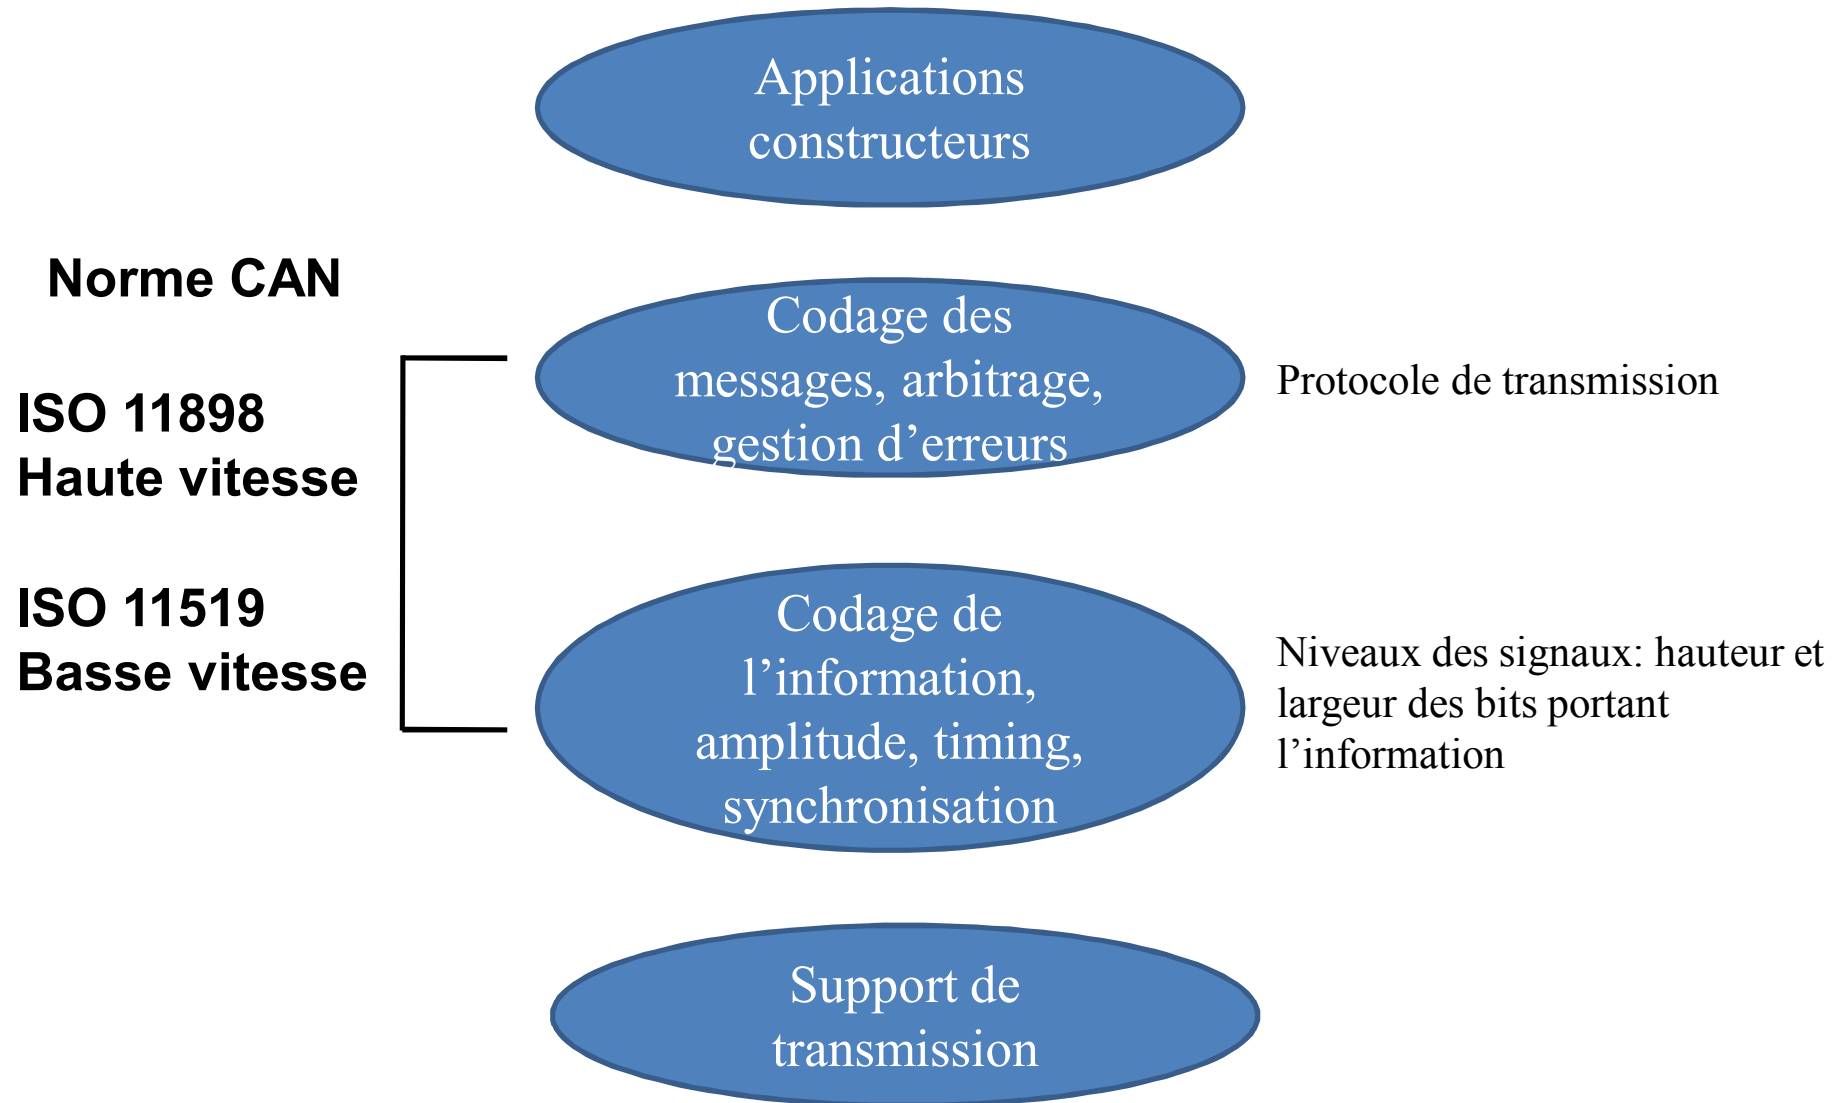 Applications
constructeurs
Norme CAN
ISO 11898
Haute vitesse
ISO 11519
Basse vitesse
Codage des
messages, arbitrage,
gestion d’erreurs
Protocole de transmission
Codage de
l’information,
amplitude, timing,
synchronisation
Niveaux des signaux: hauteur et
largeur des bits portant
l’information
Support de
transmission